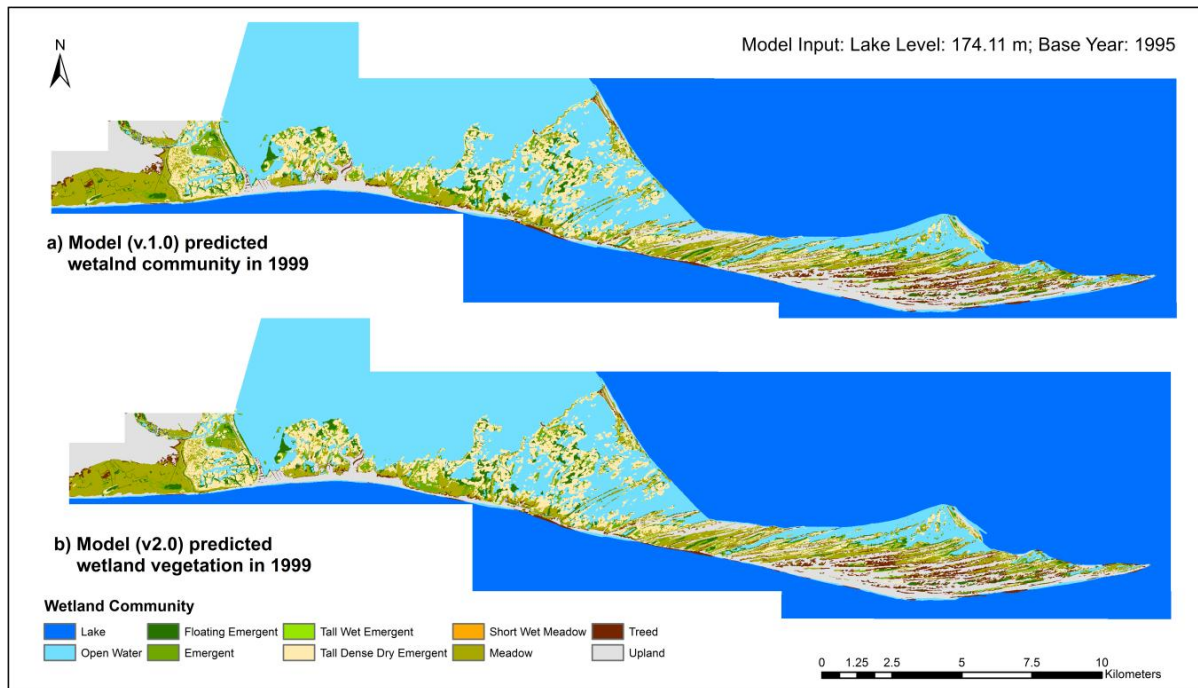 Model Input: Lake Level: 174.11 m; Base Year: 1995
N
a) Model (v.1.0) predicted
wetalnd community in 1999
b) Model (v2.0) predicted
wetland vegetation in 1999
Wetland Community
Lake
Floating Emergent
Tall Wet Emergent
Short Wet Meadow
Treed
Open Water
Emergent
Tall Dense Dry Emergent
Meadow
Upland
0 1.25 2.5 5 7.5 10
Kilometers